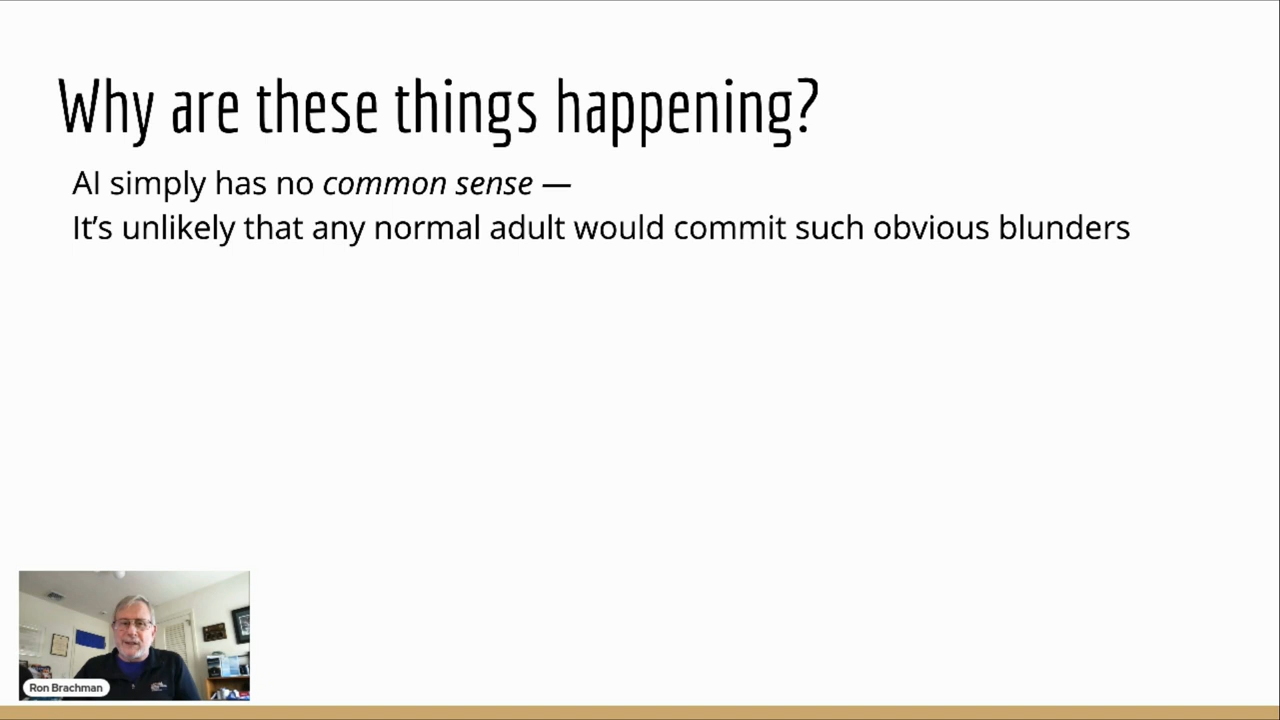 Why are these things happening?
AI simply has no common sense —
It’s unlikely that any normal adult would commit such obvious blunders
Ron Brachman